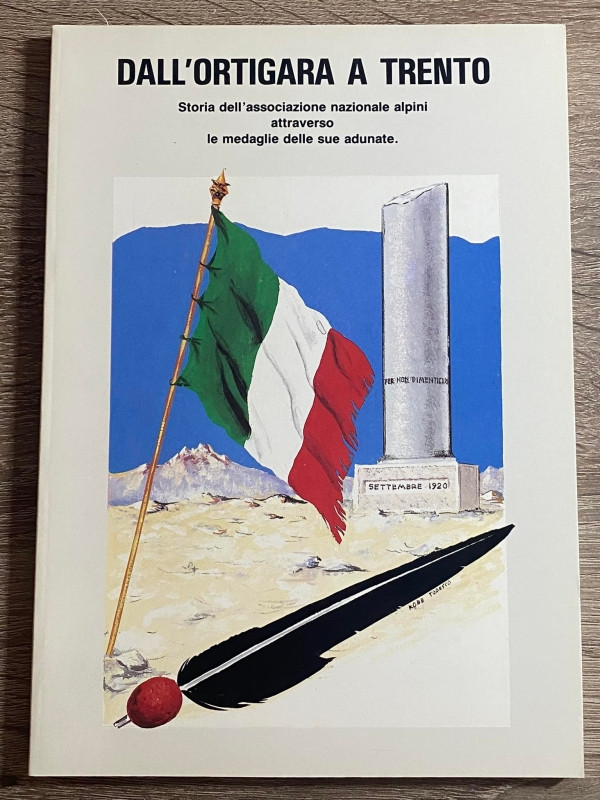 DALL'ORTIGARA A TRENTO
Storia dell'associazione nazionale alpini
attraverso
le medaglie delle sue adunate.
PER NON DIMENTICARE
SETTEMBRE 1920